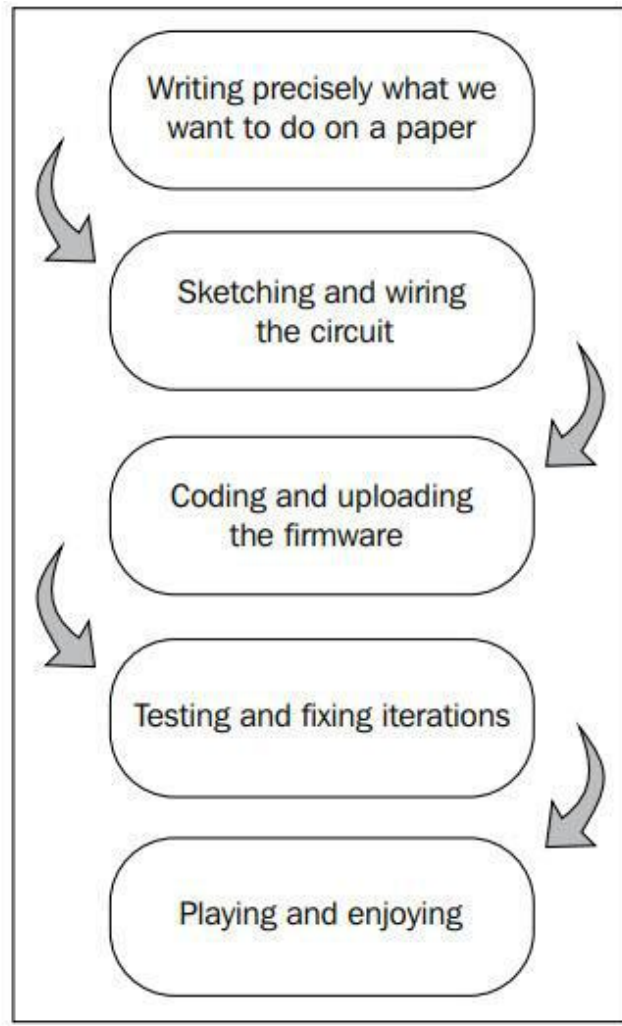 Writing precisely what we
want to do on a paper
Sketching and wiring
the circuit
Coding and uploading
the firmware
Testing and fixing iterations
Playing and enjoying